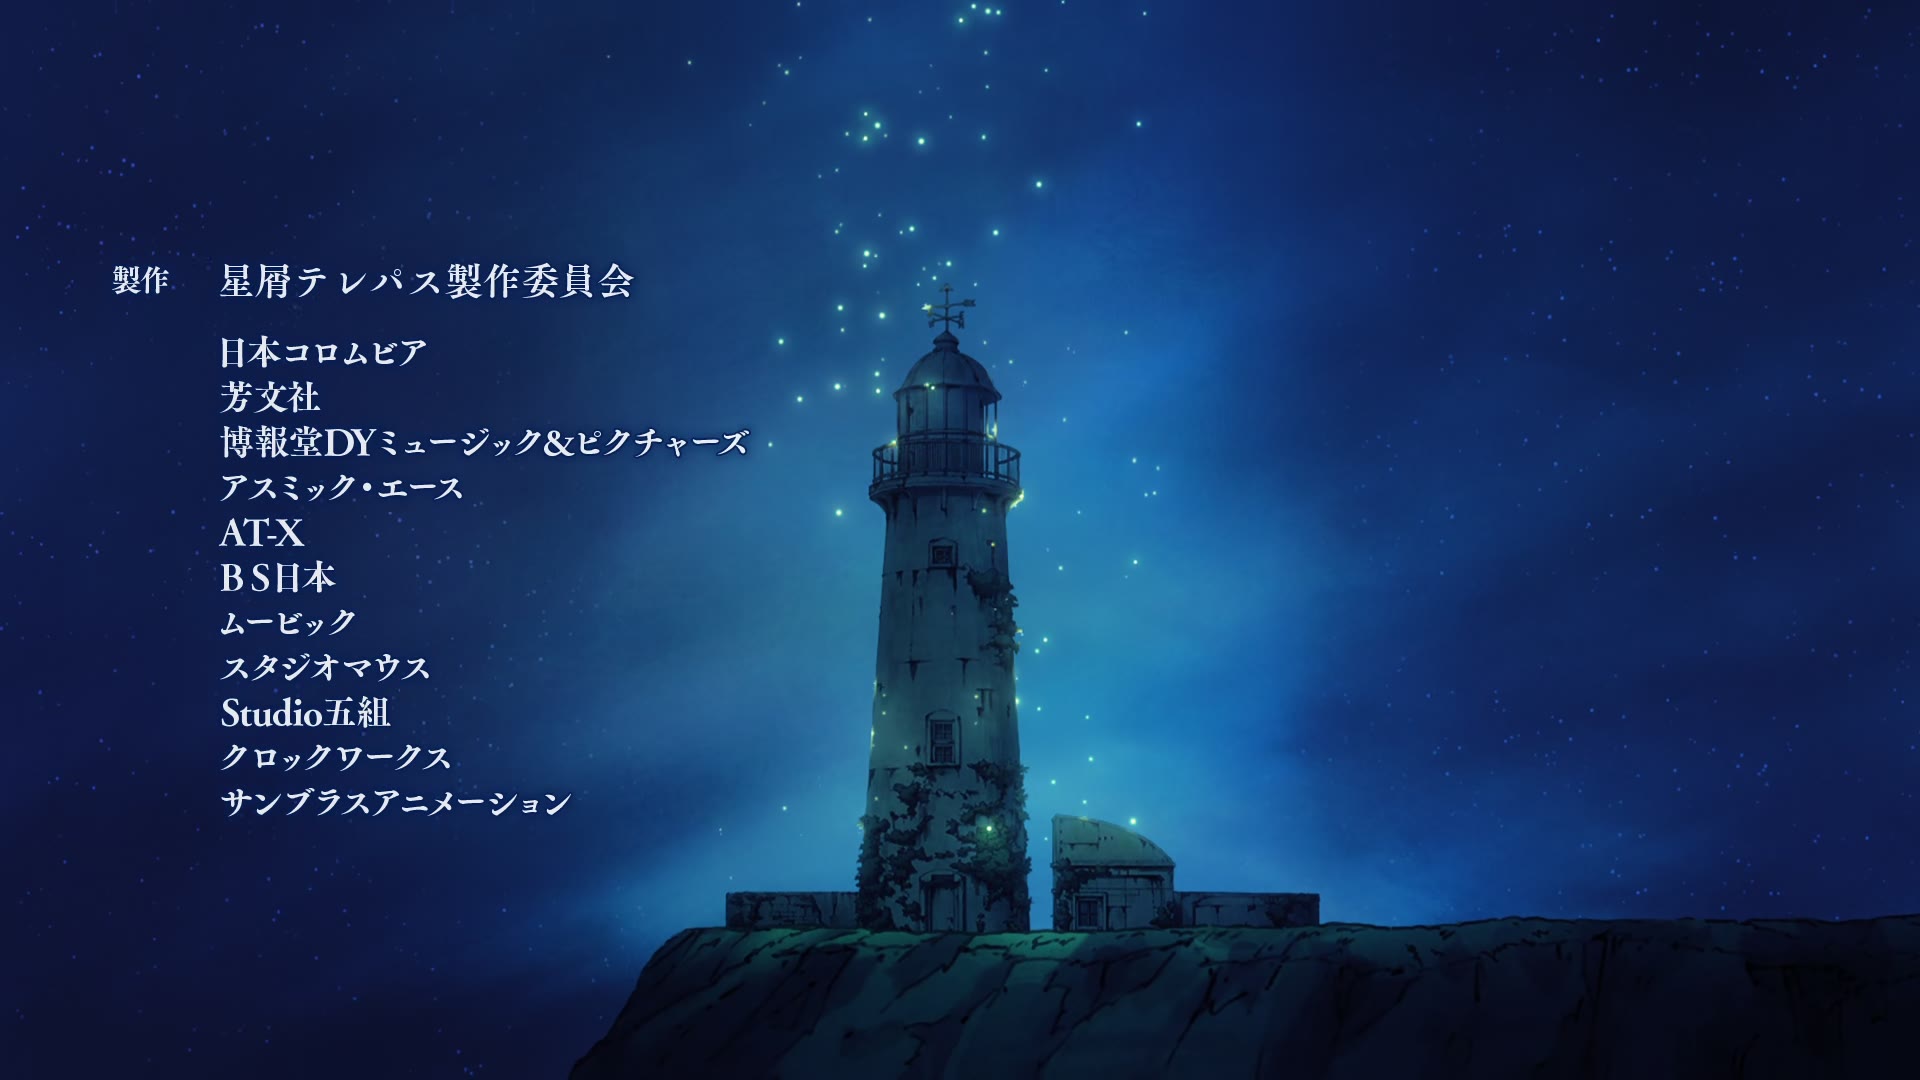 製作 星屑テレパス製作委員会
日本コロムビア
芳文社
博報堂DYミュージック&ピクチャーズ
アスミック・エース
AT-X
BS日本
ムービック
スタジオマウス
Studio五組
クロックワークス
サンブラスアニメーション